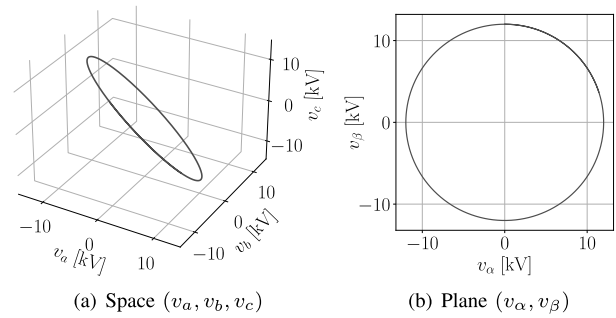 10
0
−10
v_c [kV]
−10
0
10
v_a [kV]
−10
0
10
v_b [kV]
(a) Space (v_a, v_b, v_c)
10
0
−10
v_β [kV]
−10
0
10
v_α [kV]
(b) Plane (v_α, v_β)